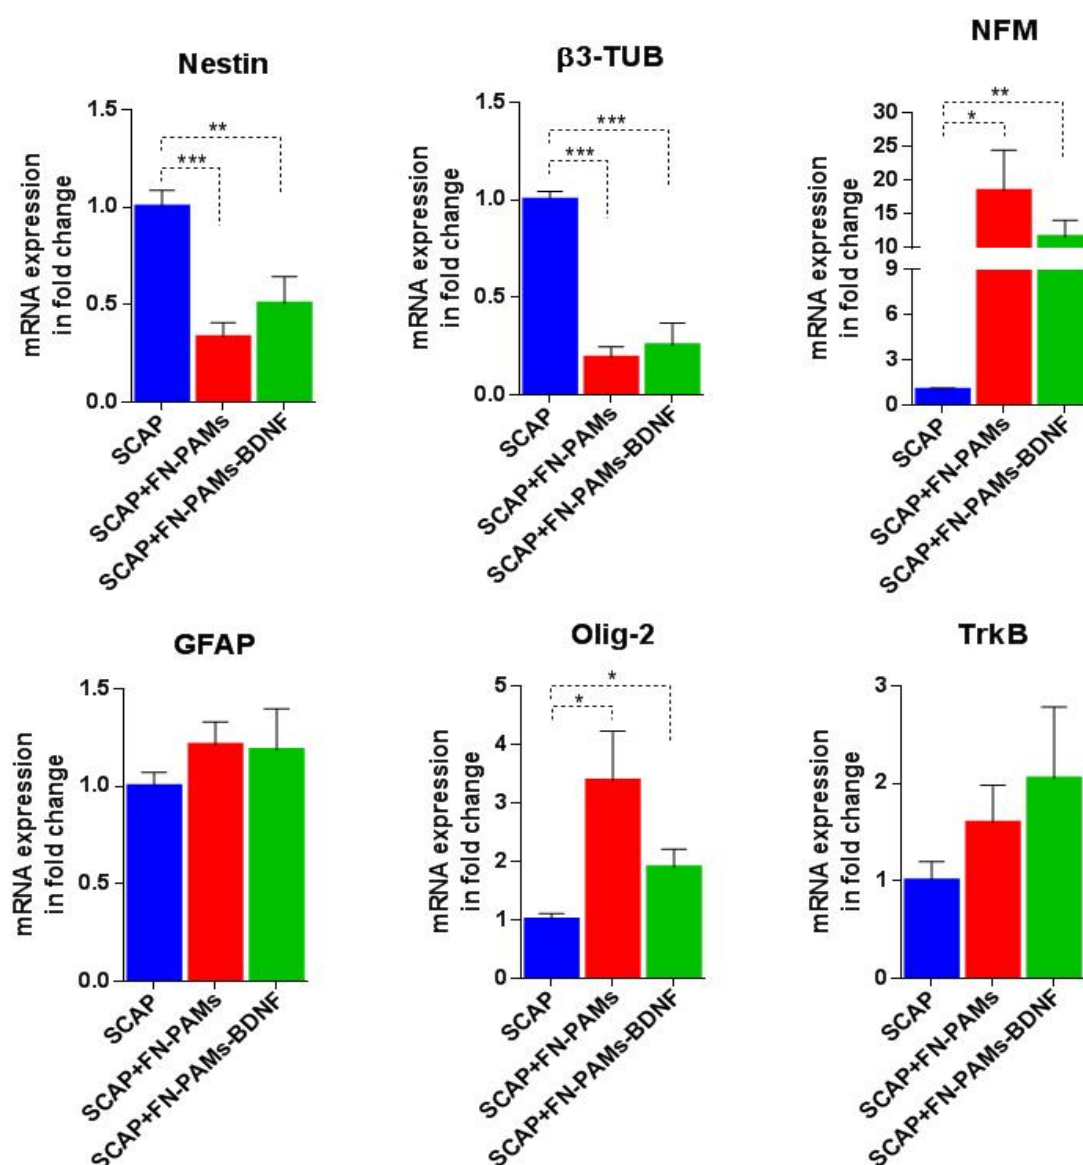 Nestin
mRNA expression
in fold change
1.5
1.0
0.5
0.0
**
***
SCAP
SCAP+FN-PAMs
SCAP+FN-PAMs-BDNF
β3-TUB
mRNA expression
in fold change
1.5
1.0
0.5
0.0
***
***
SCAP
SCAP+FN-PAMs
SCAP+FN-PAMs-BDNF
NFM
mRNA expression
in fold change
30
25
20
15
10
9
6
3
0
**
*
SCAP
SCAP+FN-PAMs
SCAP+FN-PAMs-BDNF
GFAP
mRNA expression
in fold change
1.5
1.0
0.5
0.0
SCAP
SCAP+FN-PAMs
SCAP+FN-PAMs-BDNF
Olig-2
mRNA expression
in fold change
5
4
3
2
1
0
*
*
SCAP
SCAP+FN-PAMs
SCAP+FN-PAMs-BDNF
TrkB
mRNA expression
in fold change
3
2
1
0
SCAP
SCAP+FN-PAMs
SCAP+FN-PAMs-BDNF